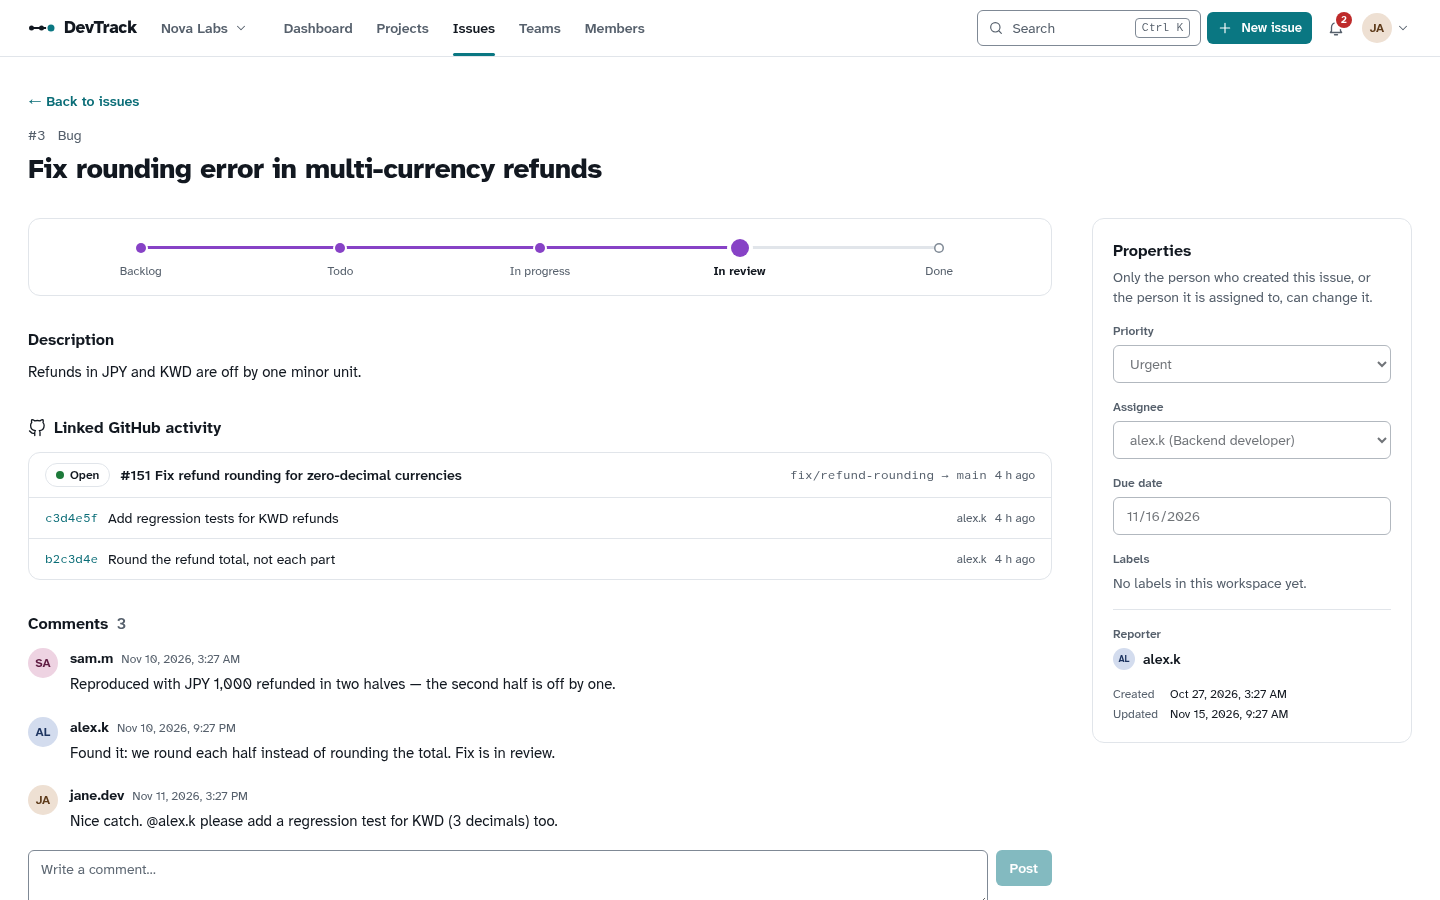 DevTrack
Nova Labs
Dashboard Projects Issues Teams Members
Search Ctrl K
New issue
2
JA
← Back to issues
#3 Bug
Fix rounding error in multi-currency refunds
Backlog Todo In progress In review Done
Description
Refunds in JPY and KWD are off by one minor unit.
Linked GitHub activity
Open #151 Fix refund rounding for zero-decimal currencies fix/refund-rounding → main 4 h ago
c3d4e5f Add regression tests for KWD refunds alex.k 4 h ago
b2c3d4e Round the refund total, not each part alex.k 4 h ago
Comments 3
SA sam.m Nov 10, 2026, 3:27 AM
Reproduced with JPY 1,000 refunded in two halves — the second half is off by one.
AL alex.k Nov 10, 2026, 9:27 PM
Found it: we round each half instead of rounding the total. Fix is in review.
JA jane.dev Nov 11, 2026, 3:27 PM
Nice catch. @alex.k please add a regression test for KWD (3 decimals) too.
Write a comment...
Post
Properties
Only the person who created this issue, or
the person it is assigned to, can change it.
Priority
Urgent
Assignee
alex.k (Backend developer)
Due date
11/16/2026
Labels
No labels in this workspace yet.
Reporter
AL alex.k
Created Oct 27, 2026, 3:27 AM
Updated Nov 15, 2026, 9:27 AM